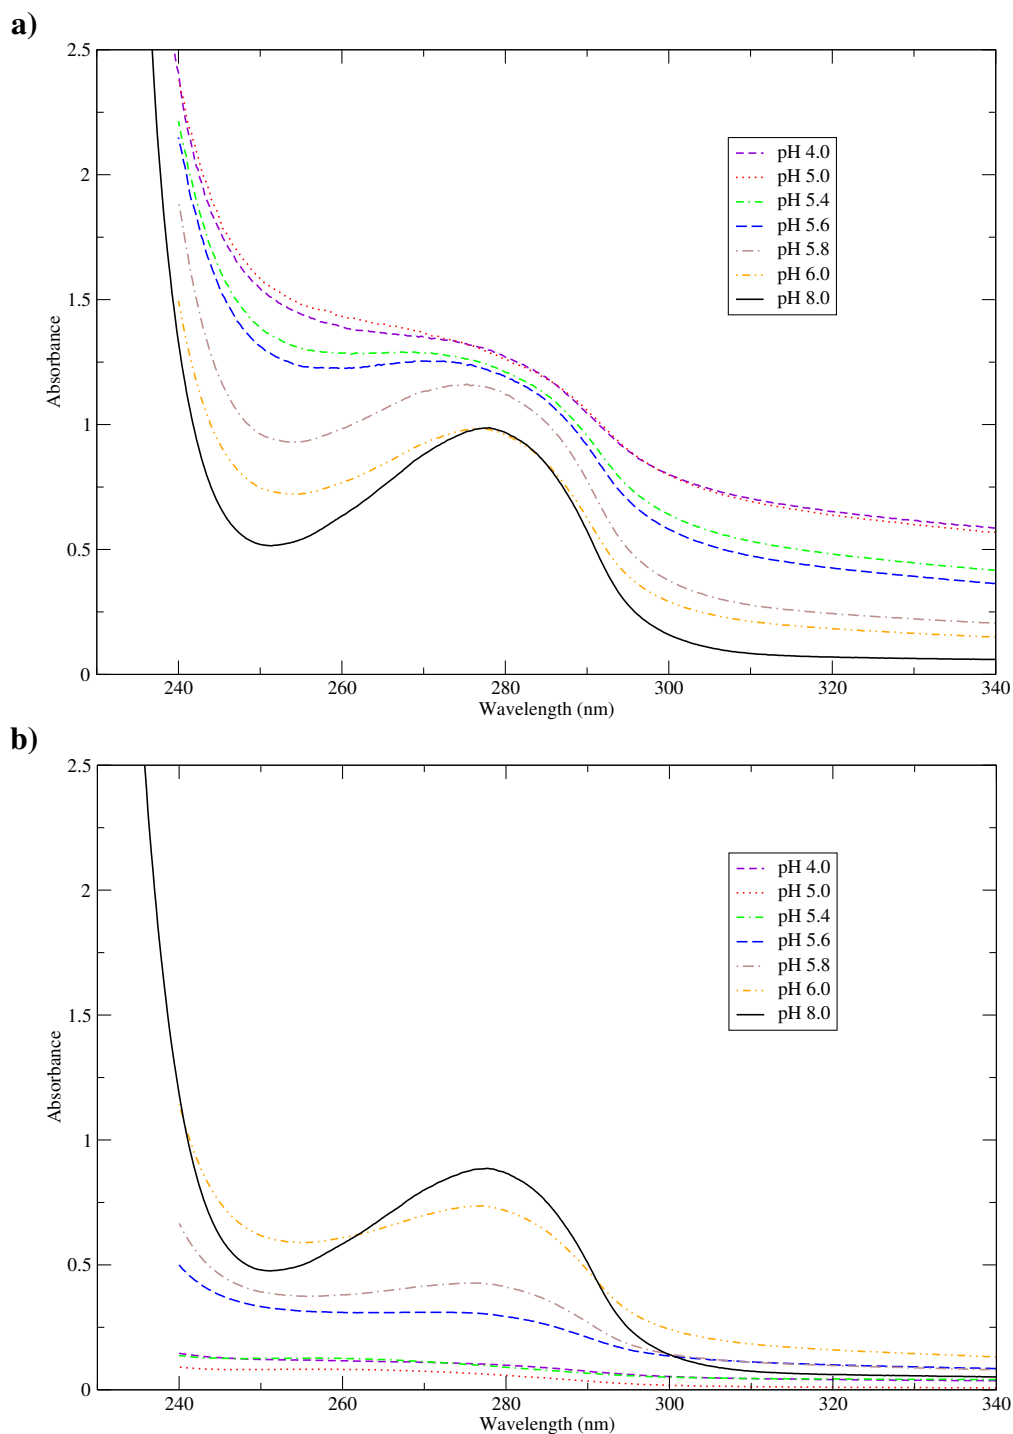 a)
2.5
2
1.5
1
0.5
0
Absorbance
pH 4.0
pH 5.0
pH 5.4
pH 5.6
pH 5.8
pH 6.0
pH 8.0
240 260 280 300 320 340
Wavelength (nm)
b)
2.5
2
1.5
1
0.5
0
Absorbance
pH 4.0
pH 5.0
pH 5.4
pH 5.6
pH 5.8
pH 6.0
pH 8.0
240 260 280 300 320 340
Wavelength (nm)